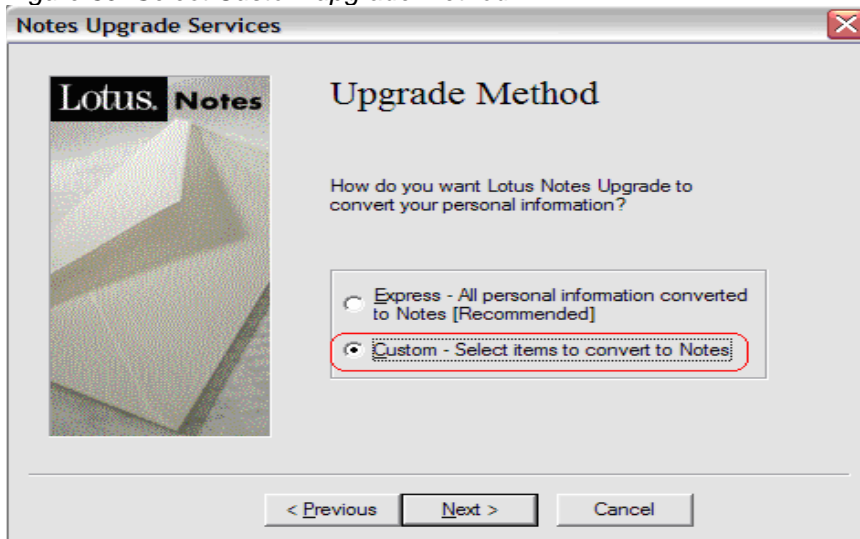 Notes Upgrade Services
Lotus. Notes
Upgrade Method
How do you want Lotus Notes Upgrade to
convert your personal information?
Express - All personal information converted
to Notes [Recommended]
Custom - Select items to convert to Notes
< Previous
Next >
Cancel